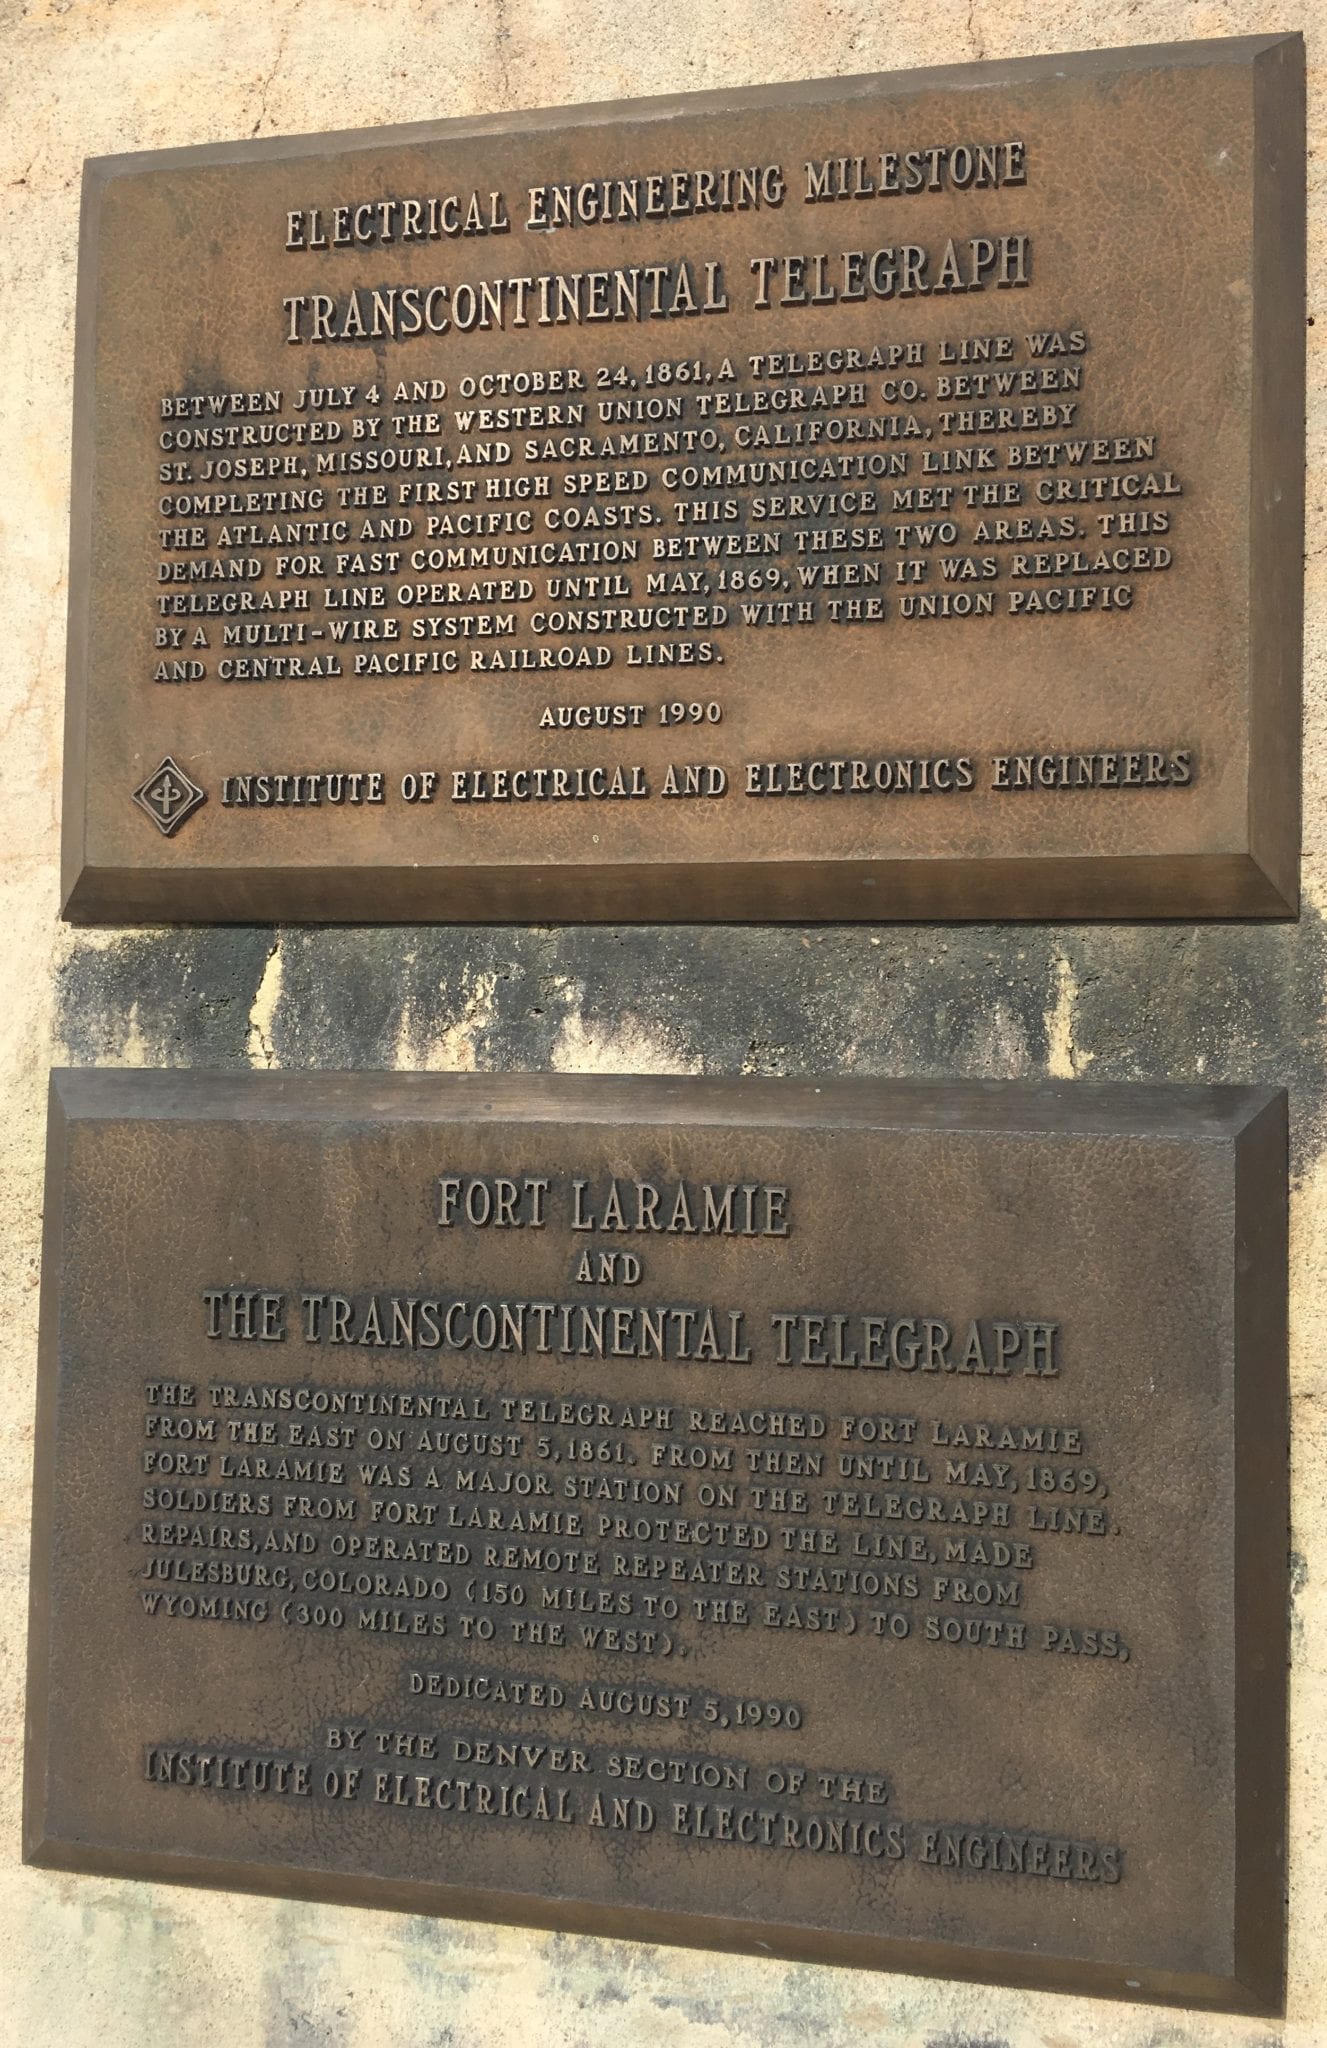 ELECTRICAL ENGINEERING MILESTONE
TRANSCONTINENTAL TELEGRAPH
BETWEEN JULY 4 AND OCTOBER 24, 1861, A TELEGRAPH LINE WAS
CONSTRUCTED BY THE WESTERN UNION TELEGRAPH CO. BETWEEN
ST. JOSEPH, MISSOURI, AND SACRAMENTO, CALIFORNIA, THEREBY
COMPLETING THE FIRST HIGH SPEED COMMUNICATION LINK BETWEEN
THE ATLANTIC AND PACIFIC COASTS. THIS SERVICE MET THE CRITICAL
DEMAND FOR FAST COMMUNICATION BETWEEN THESE TWO AREAS. THIS
TELEGRAPH LINE OPERATED UNTIL MAY, 1869, WHEN IT WAS REPLACED
BY A MULTI-WIRE SYSTEM CONSTRUCTED WITH THE UNION PACIFIC
AND CENTRAL PACIFIC RAILROAD LINES.
AUGUST 1990
INSTITUTE OF ELECTRICAL AND ELECTRONICS ENGINEERS
FORT LARAMIE
AND
THE TRANSCONTINENTAL TELEGRAPH
THE TRANSCONTINENTAL TELEGRAPH REACHED FORT LARAMIE
FROM THE EAST ON AUGUST 5, 1861. FROM THEN UNTIL MAY, 1869,
FORT LARAMIE WAS A MAJOR STATION ON THE TELEGRAPH LINE.
SOLDIERS FROM FORT LARAMIE PROTECTED THE LINE, MADE
REPAIRS, AND OPERATED REMOTE REPEATER STATIONS FROM
JULESBURG, COLORADO (150 MILES TO THE EAST) TO SOUTH PASS,
WYOMING (300 MILES TO THE WEST).
DEDICATED AUGUST 5, 1990
BY THE DENVER SECTION OF THE
INSTITUTE OF ELECTRICAL AND ELECTRONICS ENGINEERS